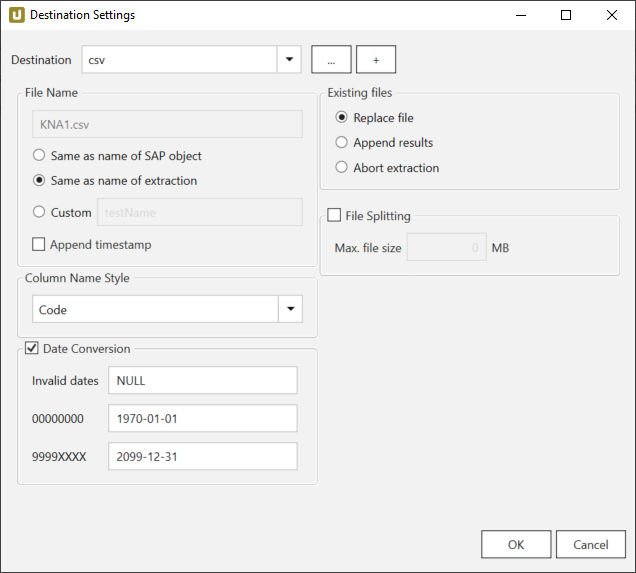 Destination Settings
Destination csv ... +
File Name
KNA1.csv
Same as name of SAP object
Same as name of extraction
Custom testName
Append timestamp
Column Name Style
Code
Date Conversion
Invalid dates NULL
00000000 1970-01-01
9999XXXX 2099-12-31
Existing files
Replace file
Append results
Abort extraction
File Splitting
Max. file size 0 MB
OK Cancel